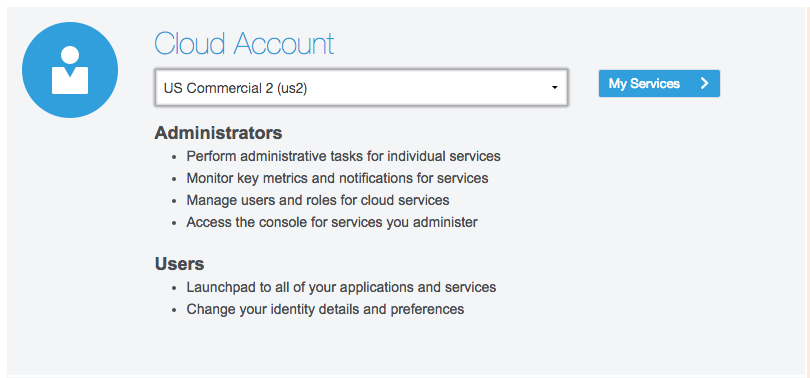 Cloud Account
US Commercial 2 (us2)
My Services
Administrators
Perform administrative tasks for individual services
Monitor key metrics and notifications for services
Manage users and roles for cloud services
Access the console for services you administer
Users
Launchpad to all of your applications and services
Change your identity details and preferences